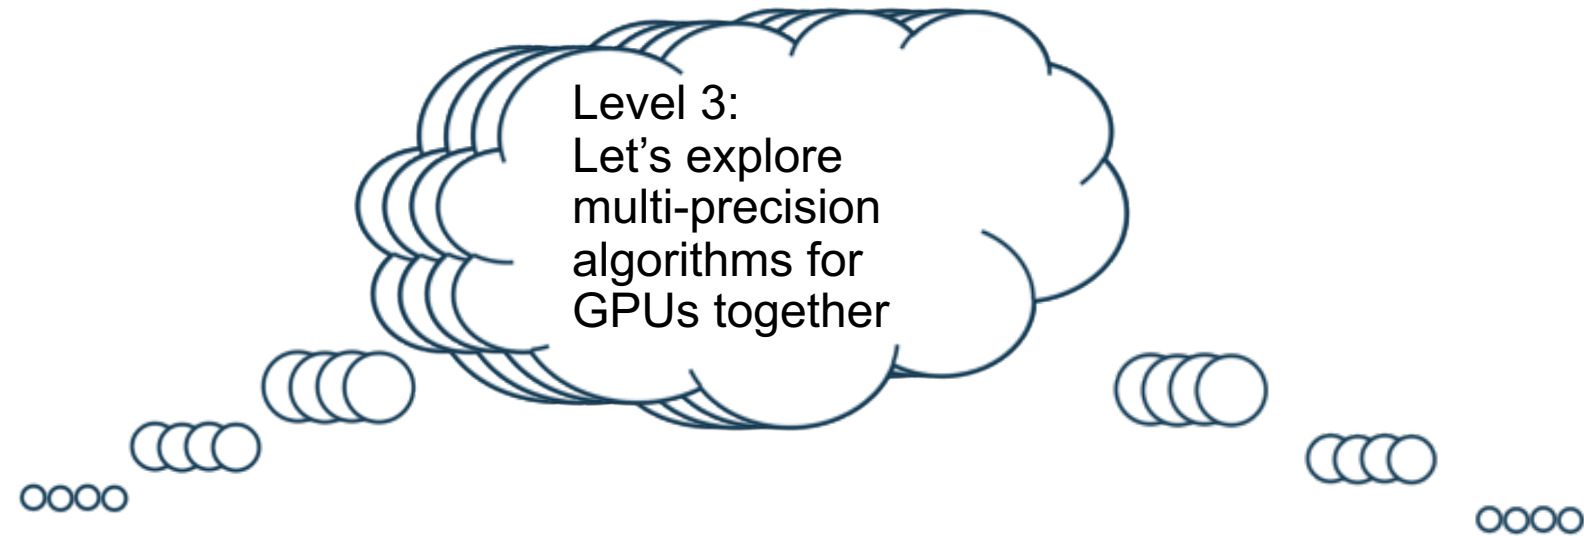 Level 3:
Let’s explore
multi-precision
algorithms for
GPUs together